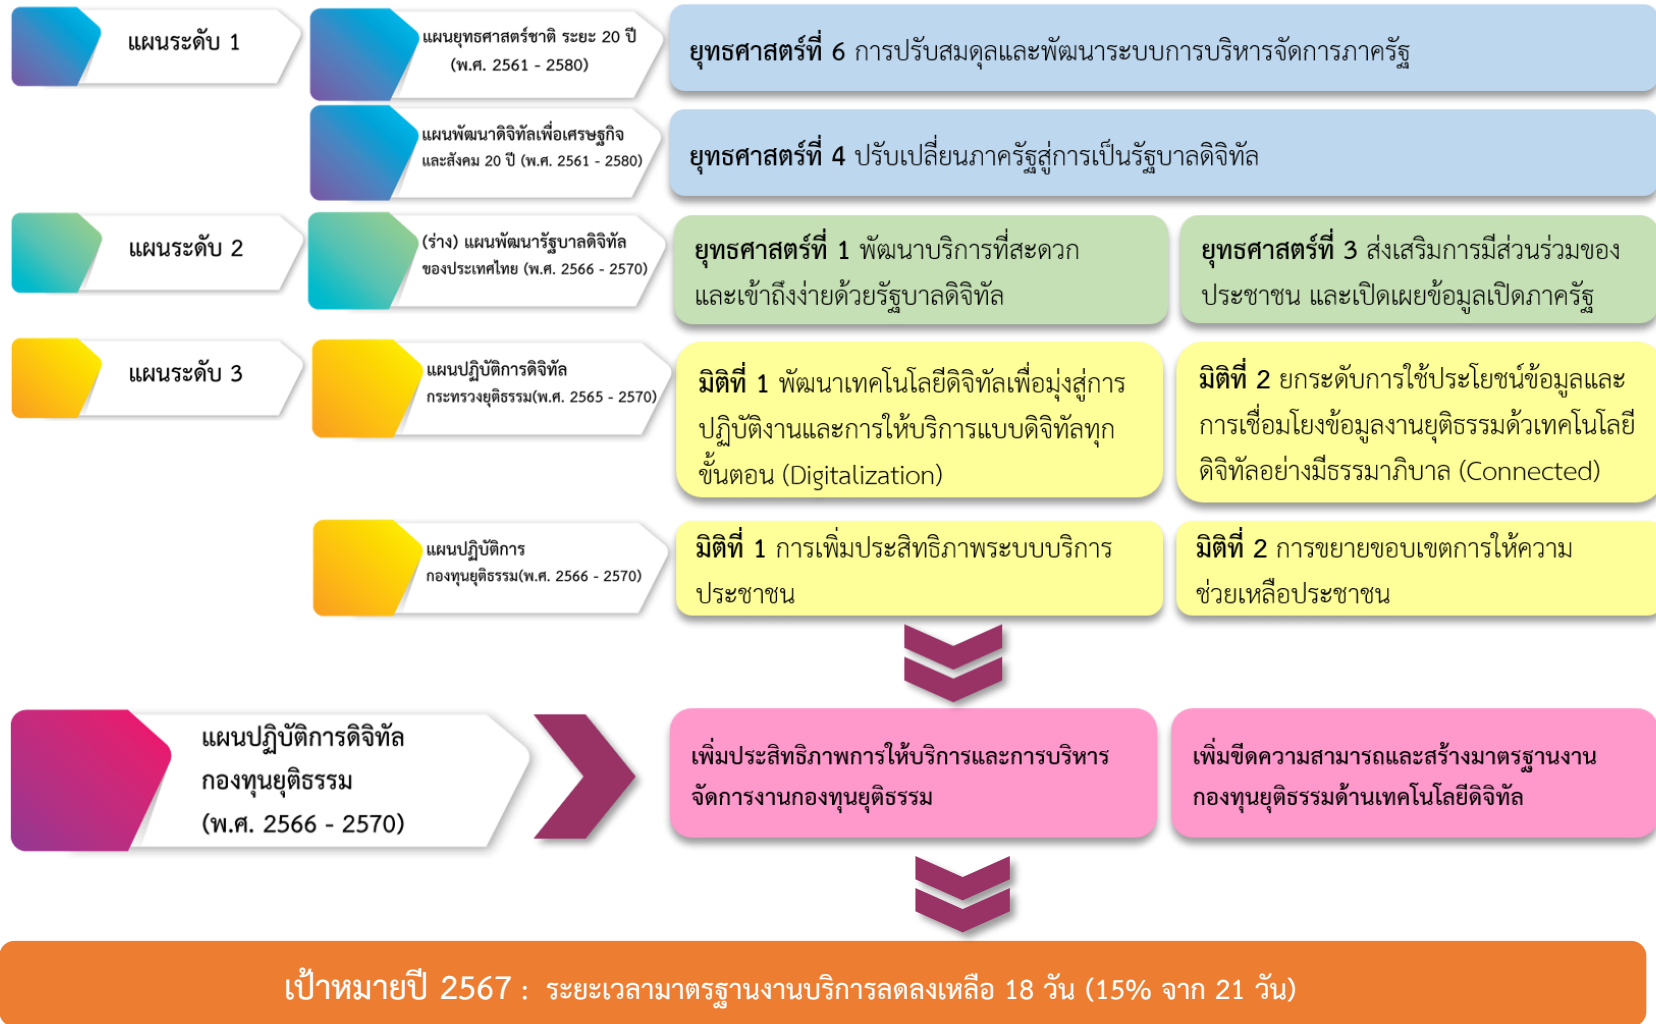 แผนระดับ 1
แผนยุทธศาสตร์ชาติ ระยะ 20 ปี
(พ.ศ. 2561 - 2580)
ยุทธศาสตร์ที่ 6 การปรับสมดุลและพัฒนาระบบการบริหารจัดการภาครัฐ
แผนพัฒนาดิจิทัลเพื่อเศรษฐกิจ
และสังคม 20 ปี (พ.ศ. 2561 - 2580)
ยุทธศาสตร์ที่ 4 ปรับเปลี่ยนภาครัฐสู่การเป็นรัฐบาลดิจิทัล
แผนระดับ 2
(ร่าง) แผนพัฒนารัฐบาลดิจิทัล
ของประเทศไทย (พ.ศ. 2566 - 2570)
ยุทธศาสตร์ที่ 1 พัฒนาบริการที่สะดวก
และเข้าถึงง่ายด้วยรัฐบาลดิจิทัล
ยุทธศาสตร์ที่ 3 ส่งเสริมการมีส่วนร่วมของ
ประชาชน และเปิดเผยข้อมูลเปิดภาครัฐ
แผนระดับ 3
แผนปฏิบัติการดิจิทัล
กระทรวงยุติธรรม(พ.ศ. 2565 - 2570)
มิติที่ 1 พัฒนาเทคโนโลยีดิจิทัลเพื่อมุ่งสู่การ
ปฏิบัติงานและการให้บริการแบบดิจิทัลทุก
ขั้นตอน (Digitalization)
มิติที่ 2 ยกระดับการใช้ประโยชน์ข้อมูลและ
การเชื่อมโยงข้อมูลงานยุติธรรมด้วเทคโนโลยี
ดิจิทัลอย่างมีธรรมาภิบาล (Connected)
แผนปฏิบัติการ
กองทุนยุติธรรม(พ.ศ. 2566 - 2570)
มิติที่ 1 การเพิ่มประสิทธิภาพระบบบริการ
ประชาชน
มิติที่ 2 การขยายขอบเขตการให้ความ
ช่วยเหลือประชาชน
แผนปฏิบัติการดิจิทัล
กองทุนยุติธรรม
(พ.ศ. 2566 - 2570)
เพิ่มประสิทธิภาพการให้บริการและการบริหาร
จัดการงานกองทุนยุติธรรม
เพิ่มขีดความสามารถและสร้างมาตรฐานงาน
กองทุนยุติธรรมด้านเทคโนโลยีดิจิทัล
เป้าหมายปี 2567 : ระยะเวลามาตรฐานงานบริการลดลงเหลือ 18 วัน (15% จาก 21 วัน)